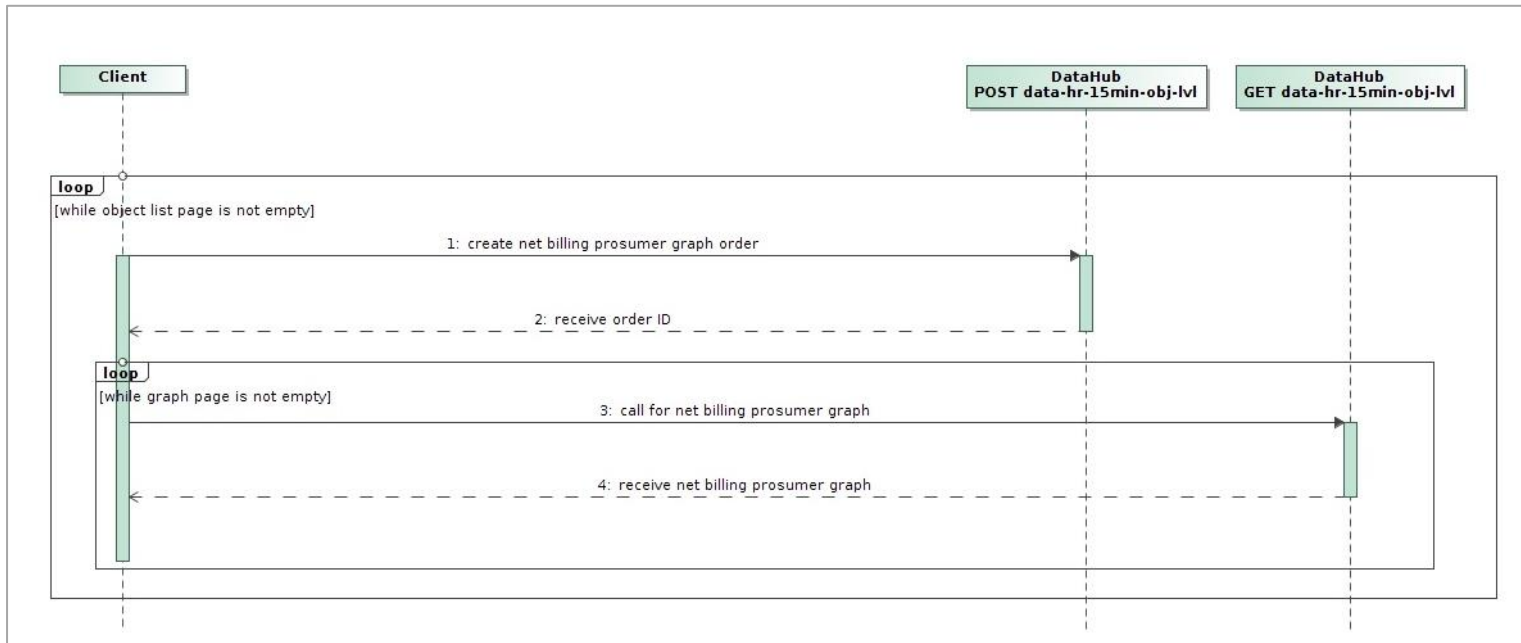 Client
DataHub
POST data-hr-15min-obj-lvl
DataHub
GET data-hr-15min-obj-lvl
loop
[while object list page is not empty]
1: create net billing prosumer graph order
2: receive order ID
loop
[while graph page is not empty]
3: call for net billing prosumer graph
4: receive net billing prosumer graph